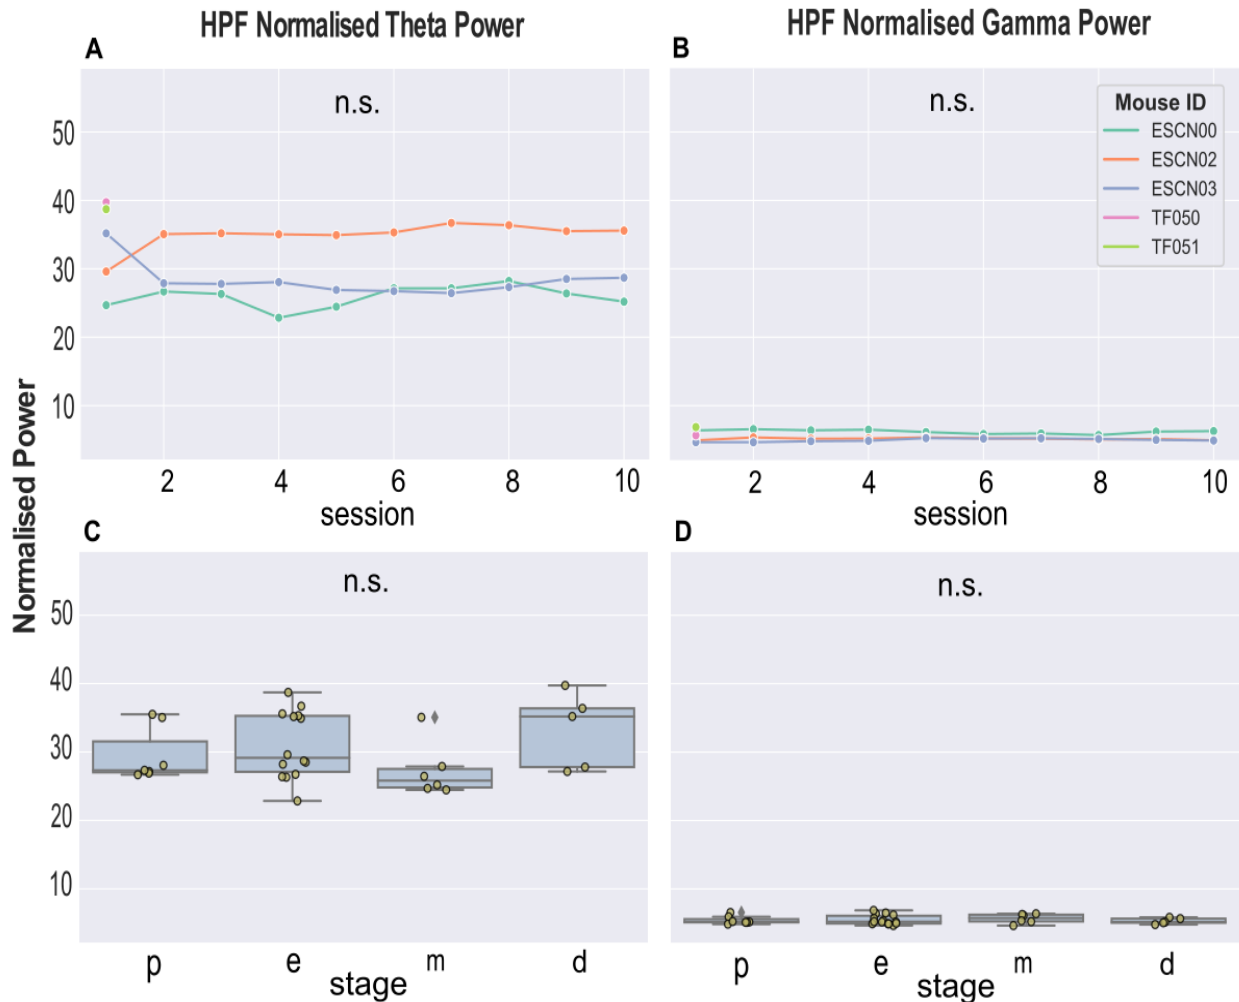 HPF Normalised Theta Power
HPF Normalised Gamma Power
A
B
n.s.
n.s.
Mouse ID
ESCN00
ESCN02
ESCN03
TF050
TF051
50
40
30
20
10
2 4 6 8 10
2 4 6 8 10
session
session
Normalised Power
C
D
n.s.
n.s.
50
40
30
20
10
p e m d
p e m d
stage
stage